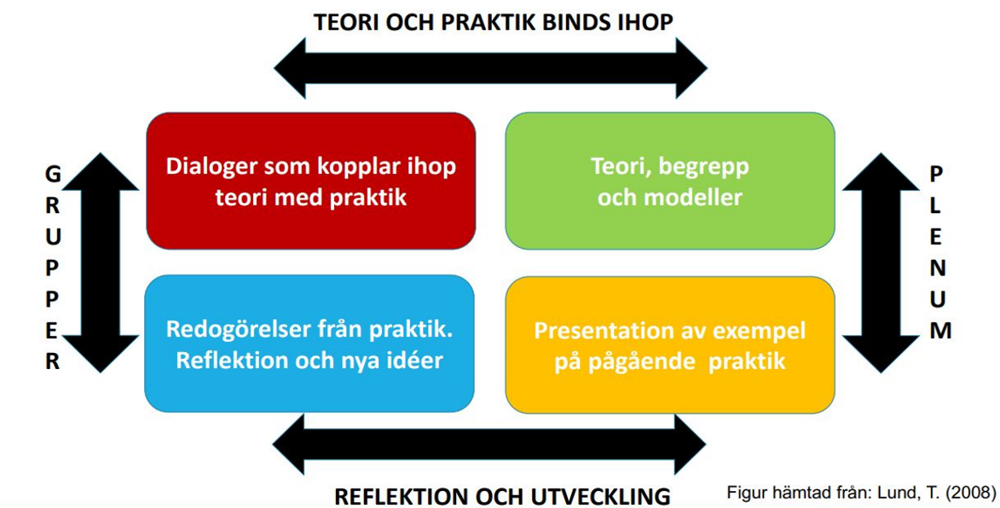 TEORI OCH PRAKTIK BINDS IHOP
GRUPPER
Dialoger som kopplar ihop
teori med praktik
Teori, begrepp
och modeller
PLENUM
Redogörelser från praktik.
Reflektion och nya idéer
Presentation av exempel
på pågående praktik
REFLEKTION OCH UTVECKLING
Figur hämtad från: Lund, T. (2008)